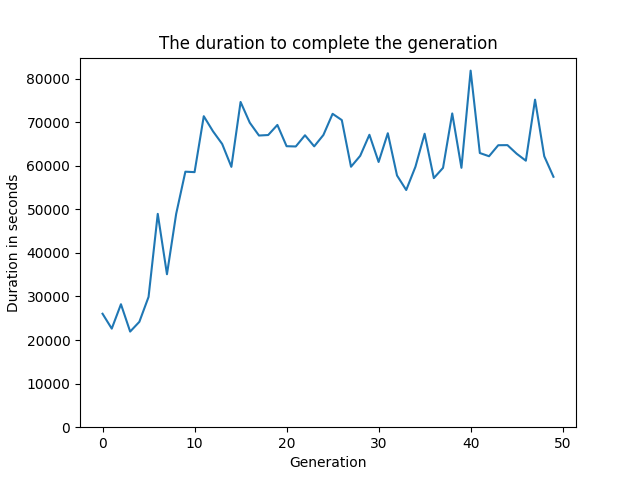 The duration to complete the generation
80000
70000
60000
50000
40000
30000
20000
10000
0
Duration in seconds
0 10 20 30 40 50
Generation